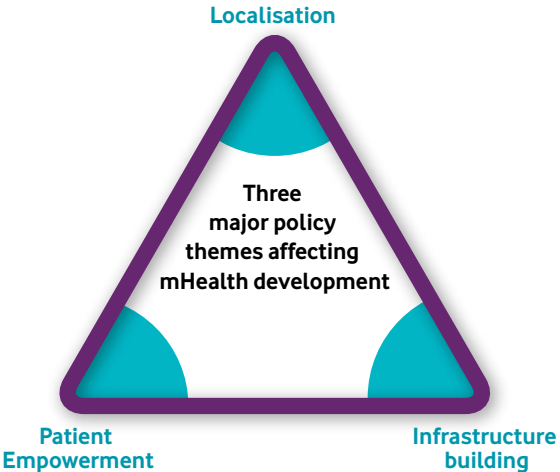 Localisation
Three
major policy
themes affecting
mHealth development
Patient
Empowerment
Infrastructure
building